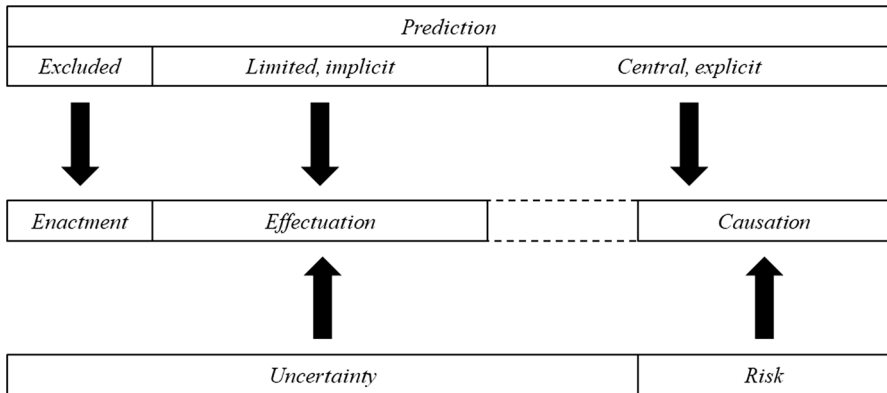 Prediction
Excluded Limited, implicit Central, explicit
Enactment Effectuation Causation
Uncertainty Risk